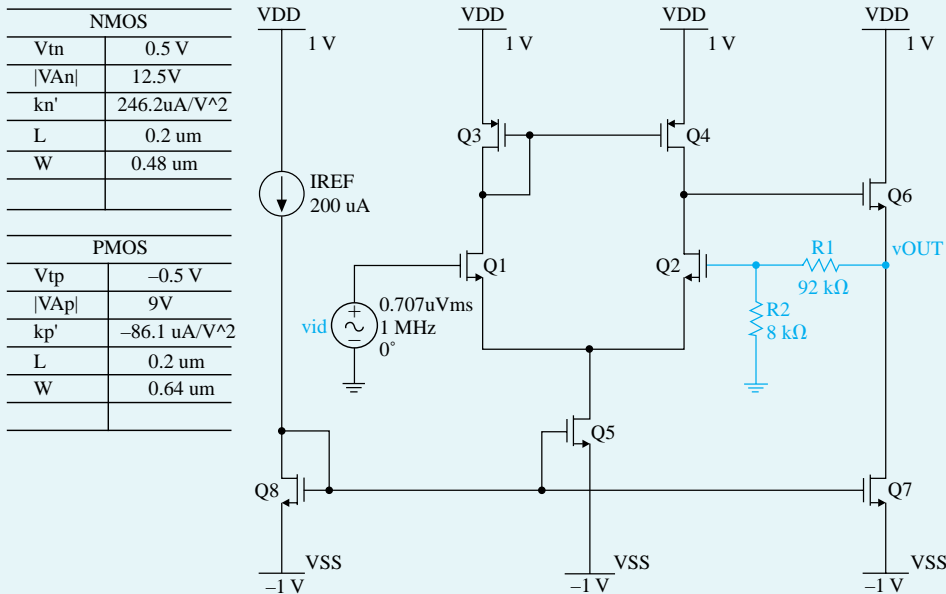 NMOS
Vtn 0.5 V
|VAn| 12.5V
kn' 246.2uA/V^2
L 0.2 um
W 0.48 um
PMOS
Vtp –0.5 V
|VAp| 9V
kp' –86.1 uA/V^2
L 0.2 um
W 0.64 um
VDD
1 V
VDD
1 V
VDD
1 V
VDD
1 V
Q3
Q4
IREF
200 uA
Q6
Q1
Q2
R1
92 kΩ
vOUT
vid
0.707uVms
1 MHz
0°
R2
8 kΩ
Q5
Q8
Q7
VSS
–1 V
VSS
–1 V
VSS
–1 V